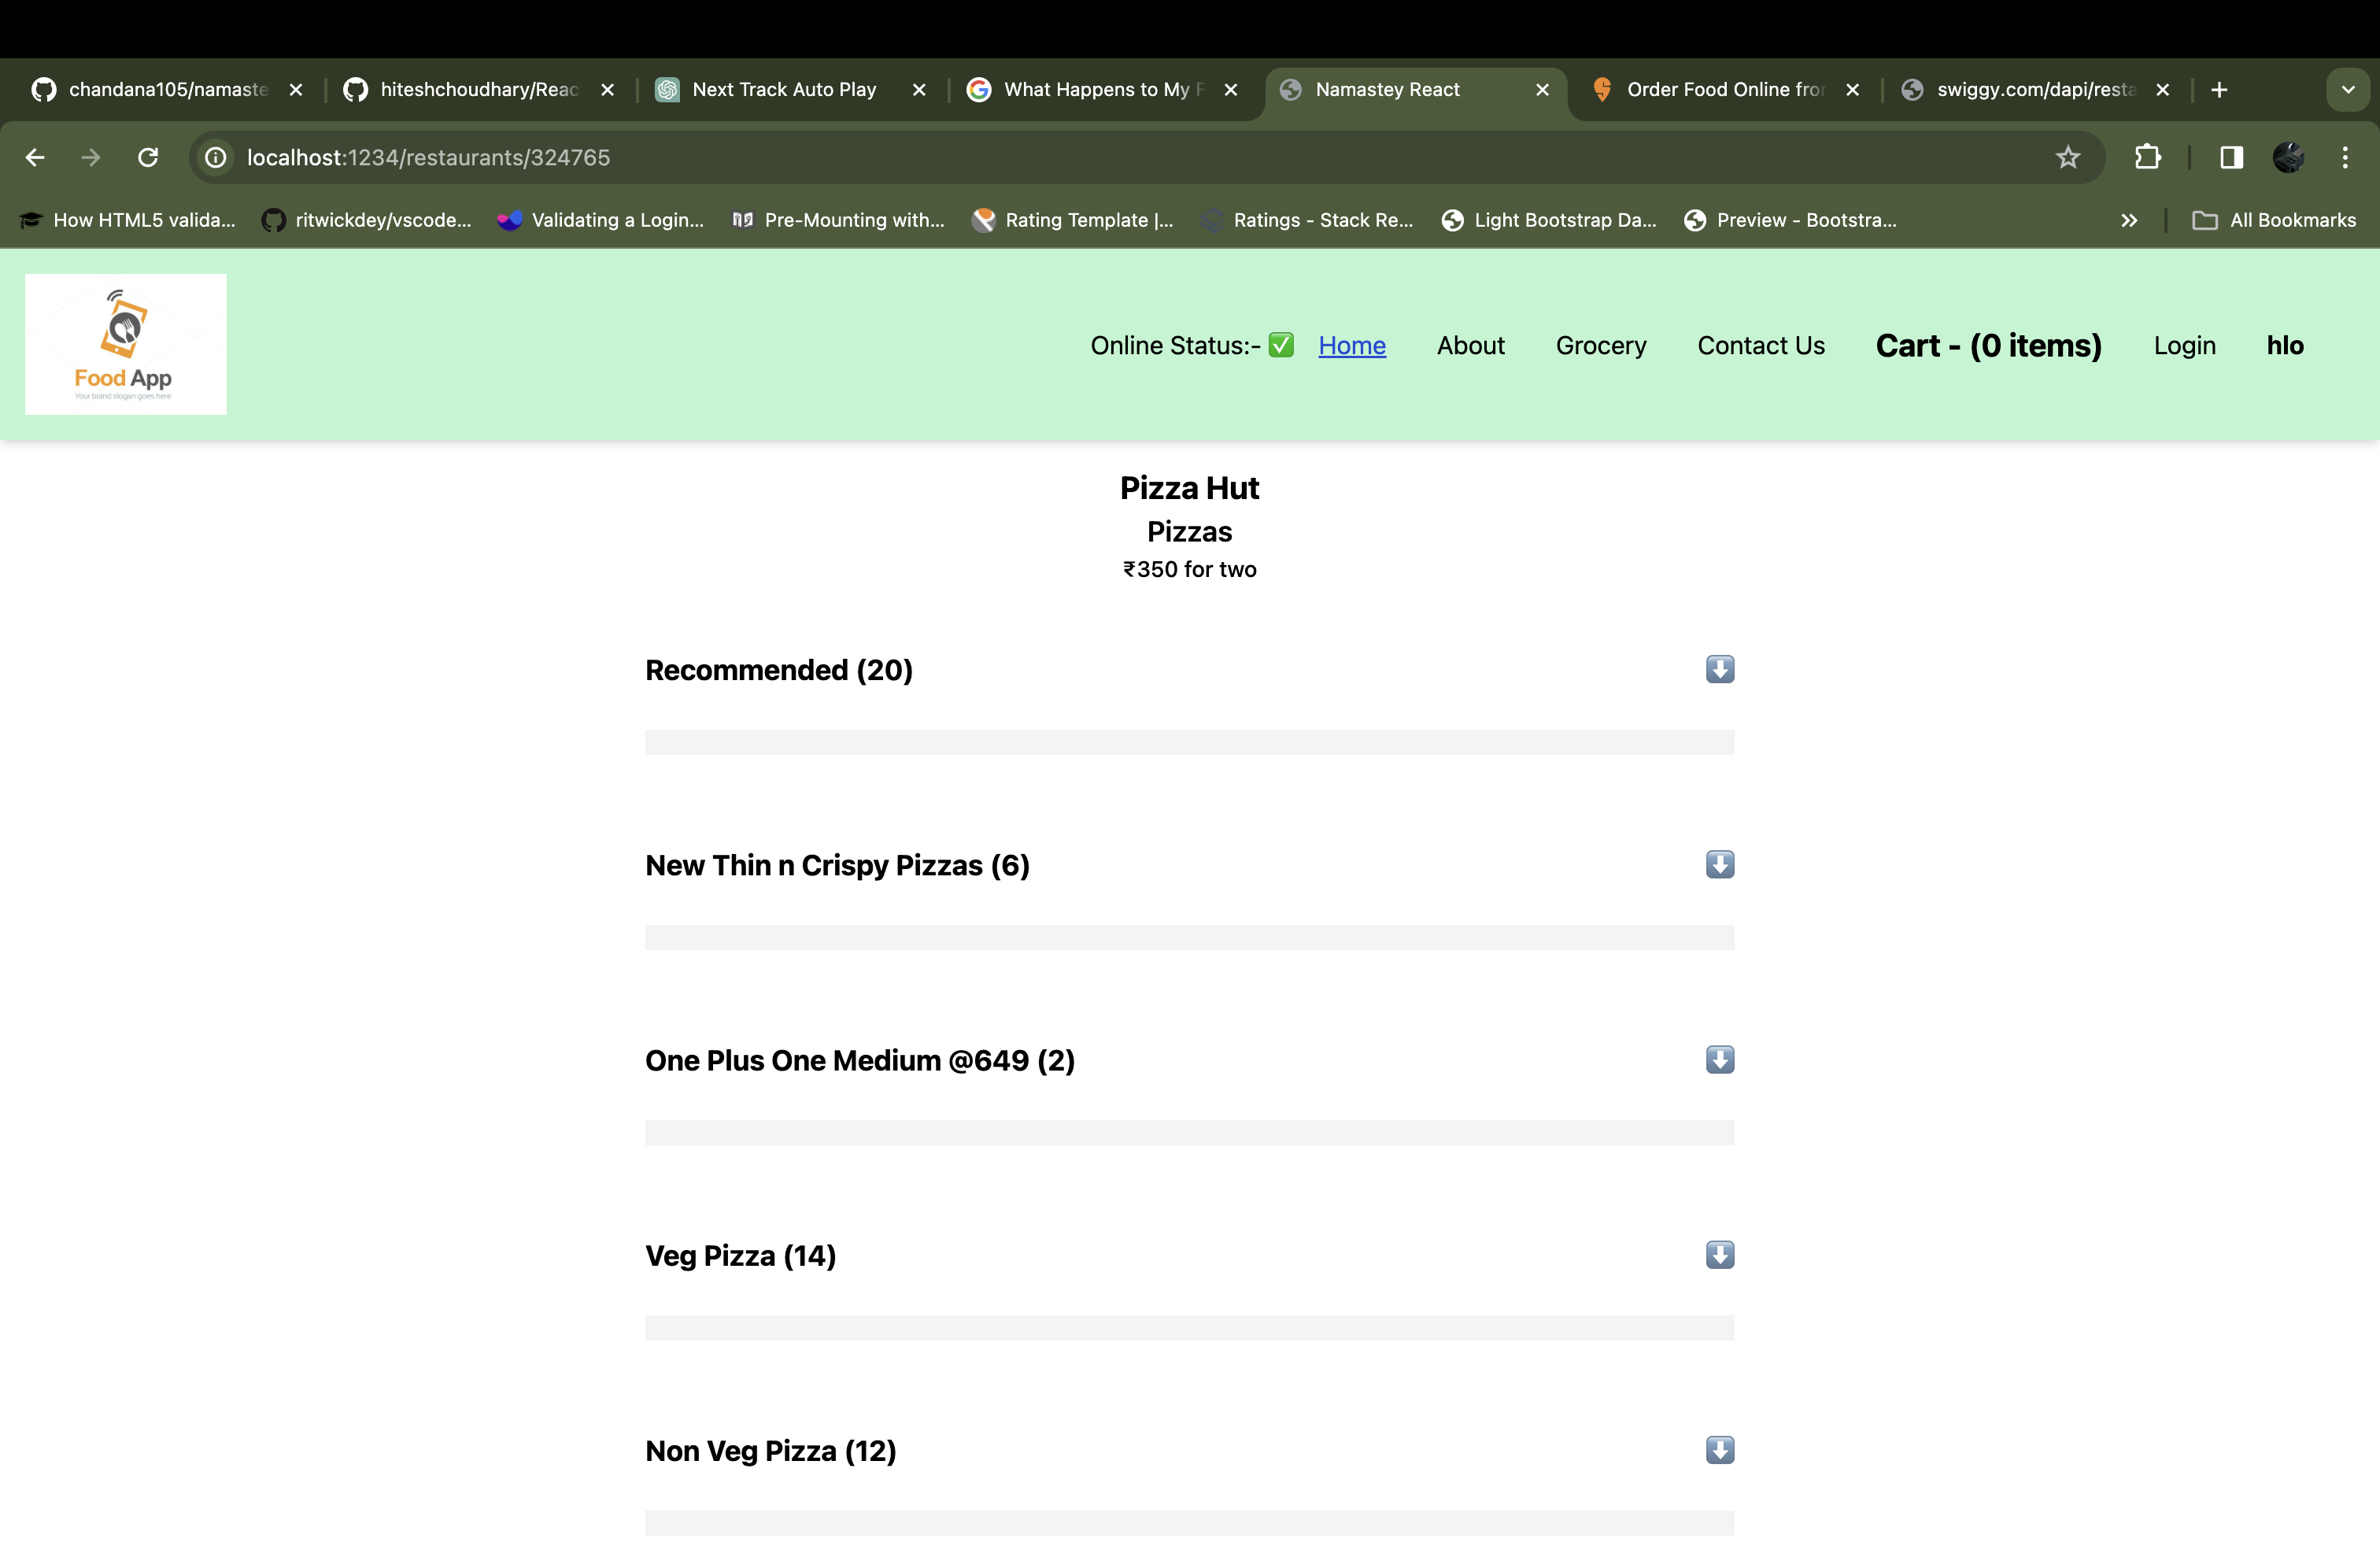 chandana105/namaste
hiteshchoudhary/Reac
Next Track Auto Play
What Happens to My F
Namastey React
Order Food Online fror
swiggy.com/dapi/resta
localhost:1234/restaurants/324765
How HTML5 valida...
ritwickdey/vscode...
Validating a Login...
Pre-Mounting with...
Rating Template |...
Ratings - Stack Re...
Light Bootstrap Da...
Preview - Bootstra...
All Bookmarks
Food App
Your brand slogan goes here
Online Status:- ✅
Home
About
Grocery
Contact Us
Cart - (0 items)
Login
hlo
Pizza Hut
Pizzas
₹350 for two
Recommended (20)
New Thin n Crispy Pizzas (6)
One Plus One Medium @649 (2)
Veg Pizza (14)
Non Veg Pizza (12)